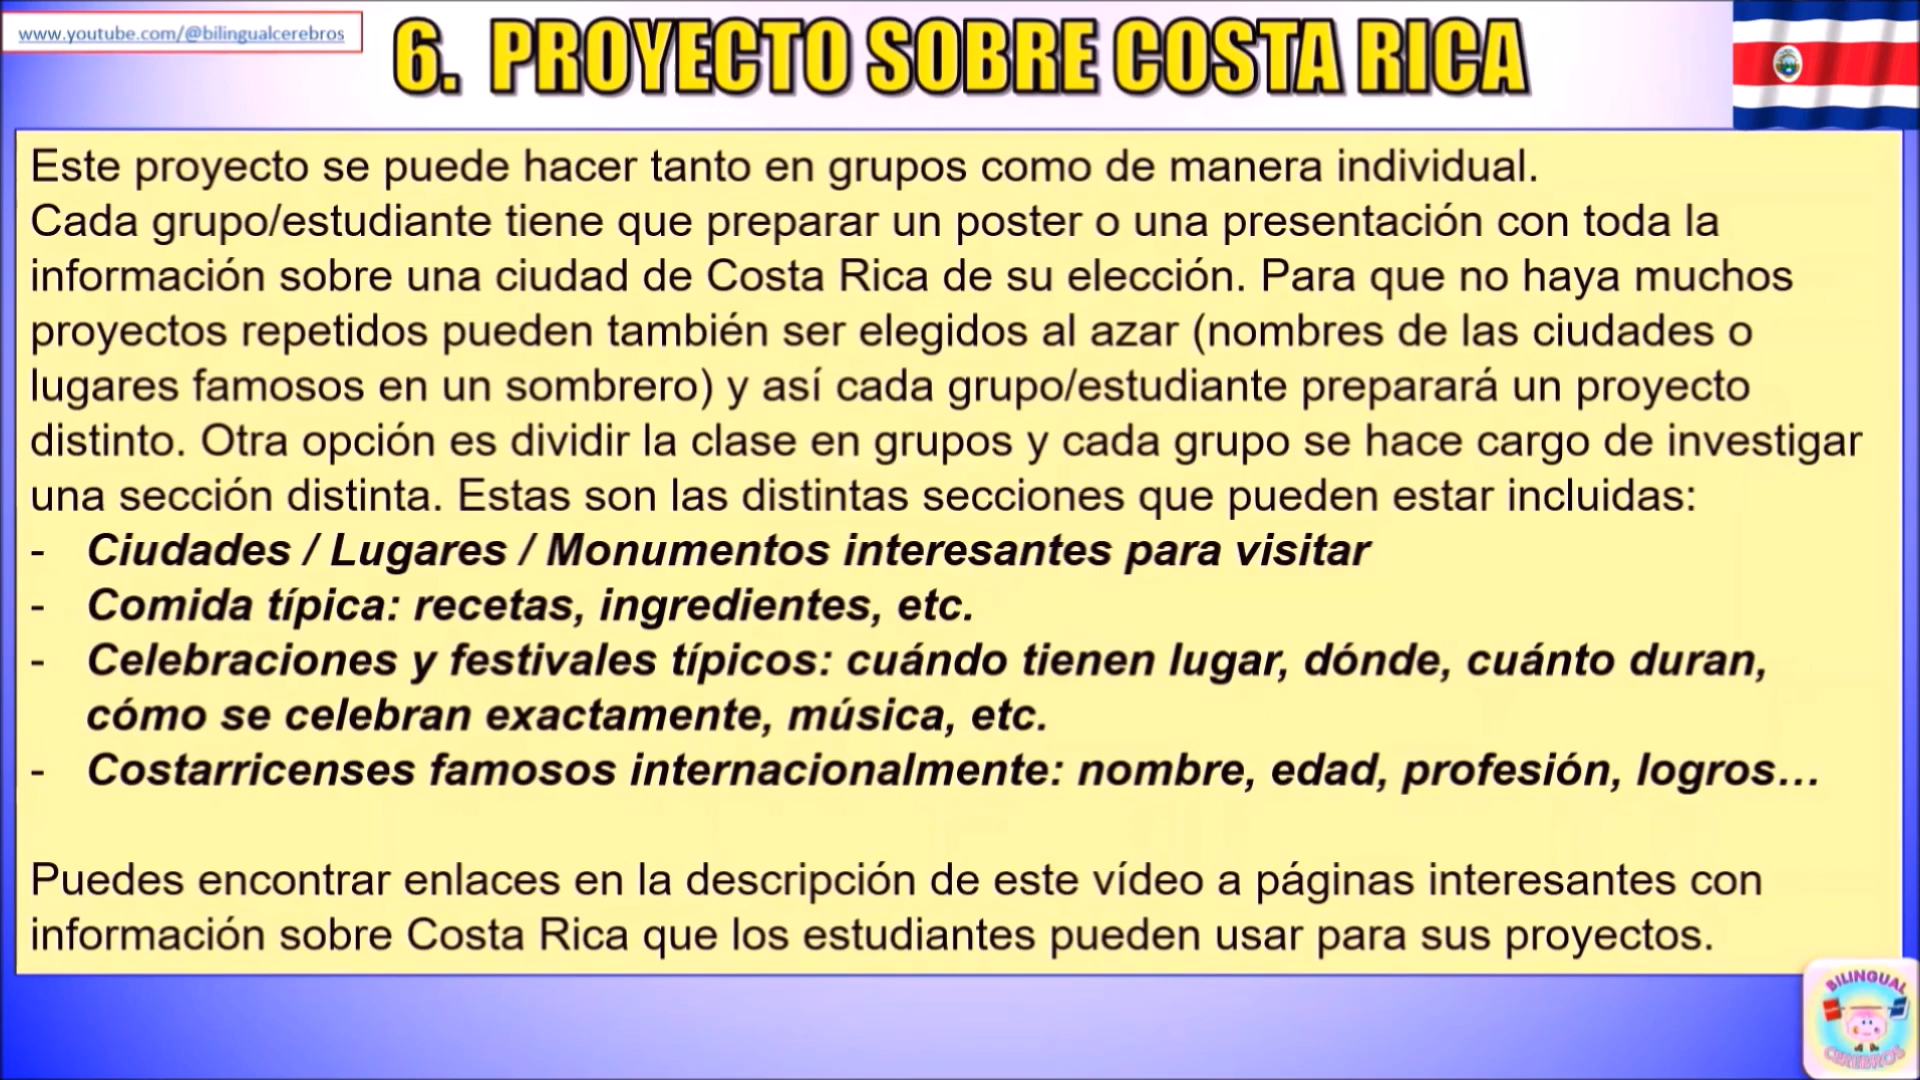 www.youtube.com/@bilingualcerebros
6. PROYECTO SOBRE COSTA RICA
Este proyecto se puede hacer tanto en grupos como de manera individual.
Cada grupo/estudiante tiene que preparar un poster o una presentación con toda la
información sobre una ciudad de Costa Rica de su elección. Para que no haya muchos
proyectos repetidos pueden también ser elegidos al azar (nombres de las ciudades o
lugares famosos en un sombrero) y así cada grupo/estudiante preparará un proyecto
distinto. Otra opción es dividir la clase en grupos y cada grupo se hace cargo de investigar
una sección distinta. Estas son las distintas secciones que pueden estar incluidas:
- Ciudades / Lugares / Monumentos interesantes para visitar
- Comida típica: recetas, ingredientes, etc.
- Celebraciones y festivales típicos: cuándo tienen lugar, dónde, cuánto duran,
cómo se celebran exactamente, música, etc.
- Costarricenses famosos internacionalmente: nombre, edad, profesión, logros...
Puedes encontrar enlaces en la descripción de este vídeo a páginas interesantes con
información sobre Costa Rica que los estudiantes pueden usar para sus proyectos.
BILINGUAL
CEREBROS